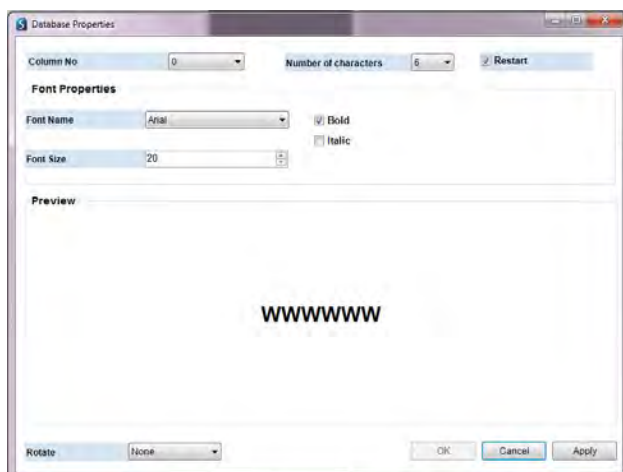 Database Properties
Column No 0 Number of characters 6 Restart
Font Properties
Font Name Arial Bold
Italic
Font Size 20
Preview
WWWWWW
Rotate None OK Cancel Apply